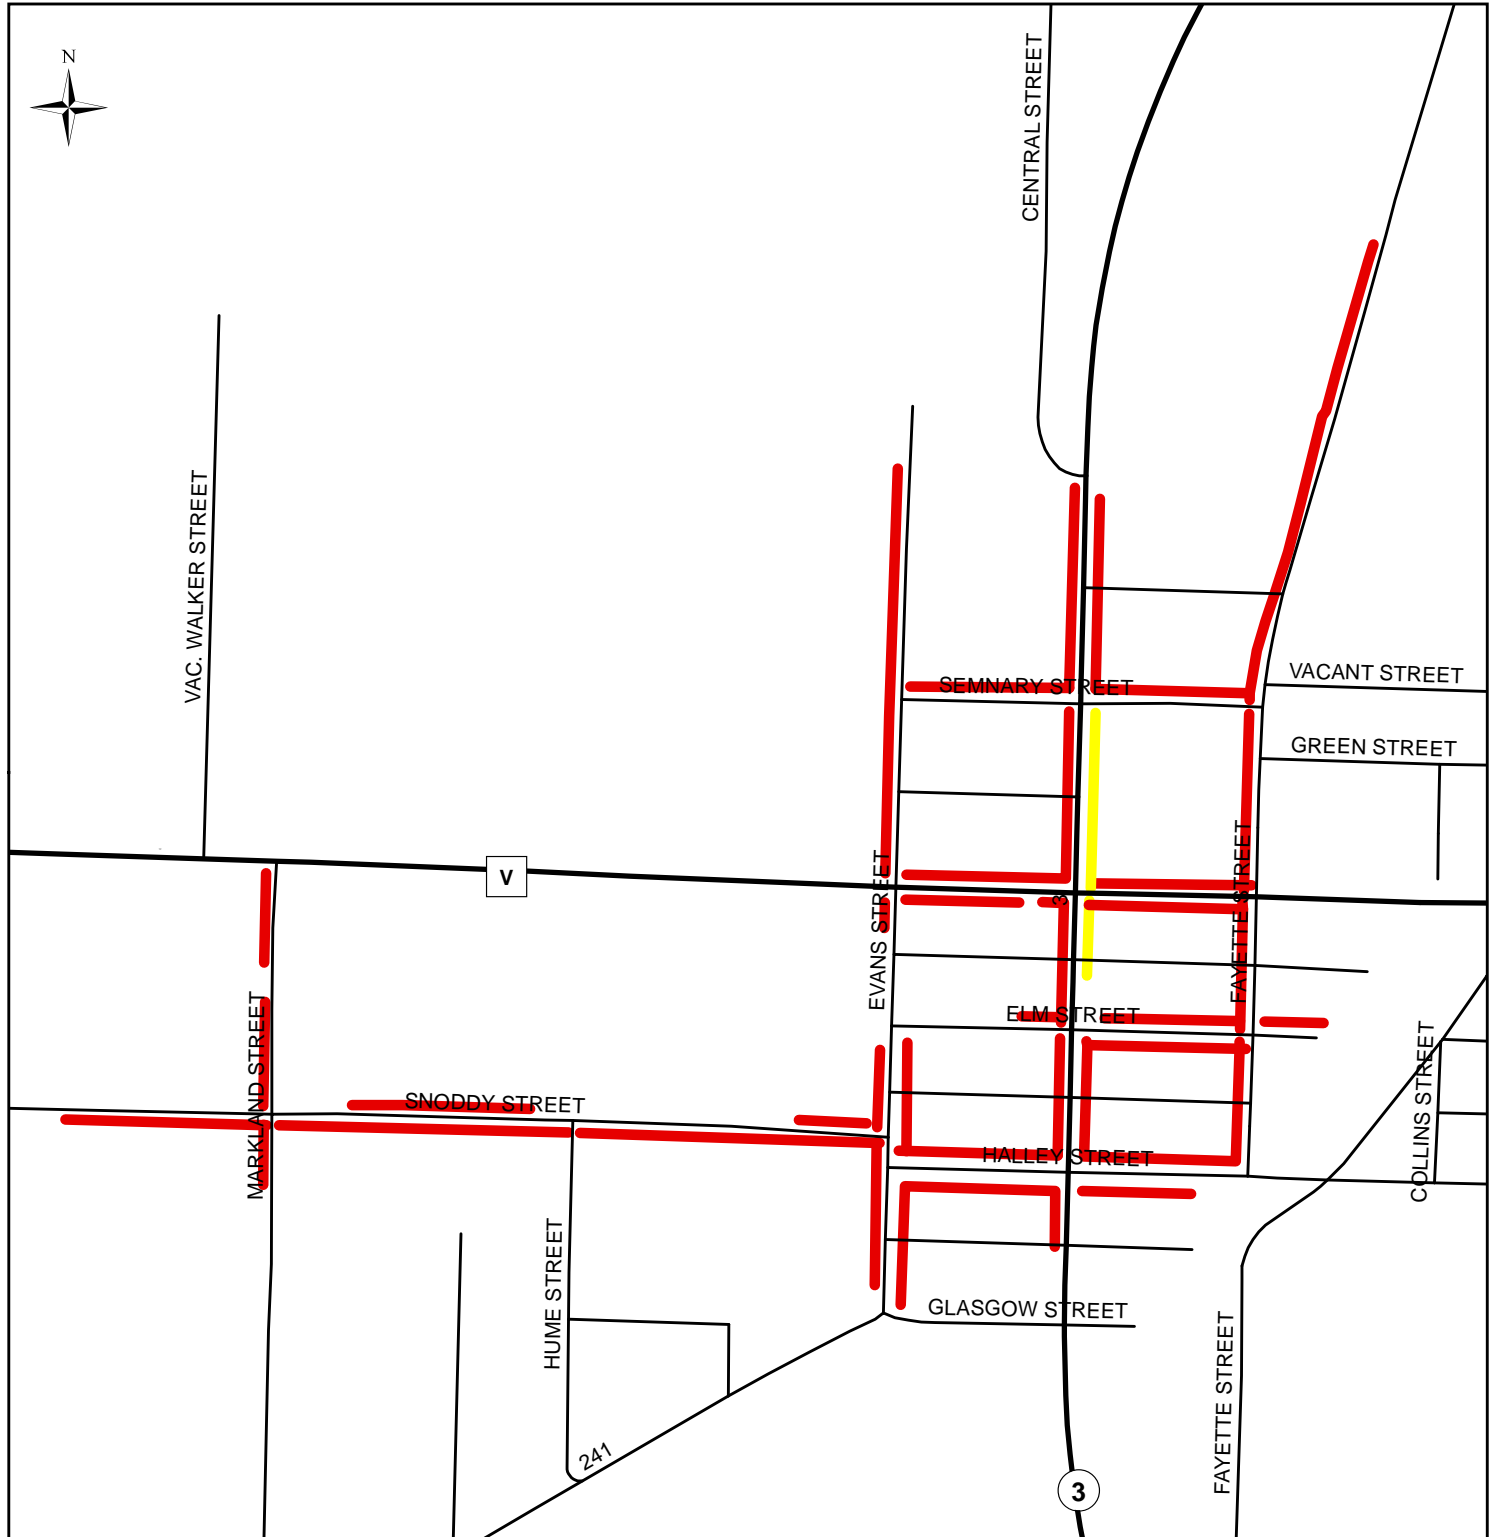 N
CENTRAL STREET
VAC. WALKER STREET
SEMNARY STREET
VACANT STREET
GREEN STREET
V
EVANS STREET
3
FAYETTE STREET
MARKLAND STREET
ELM STREET
SNODDY STREET
COLLINS STREET
HALLEY STREET
HUME STREET
GLASGOW STREET
FAYETTE STREET
241
3